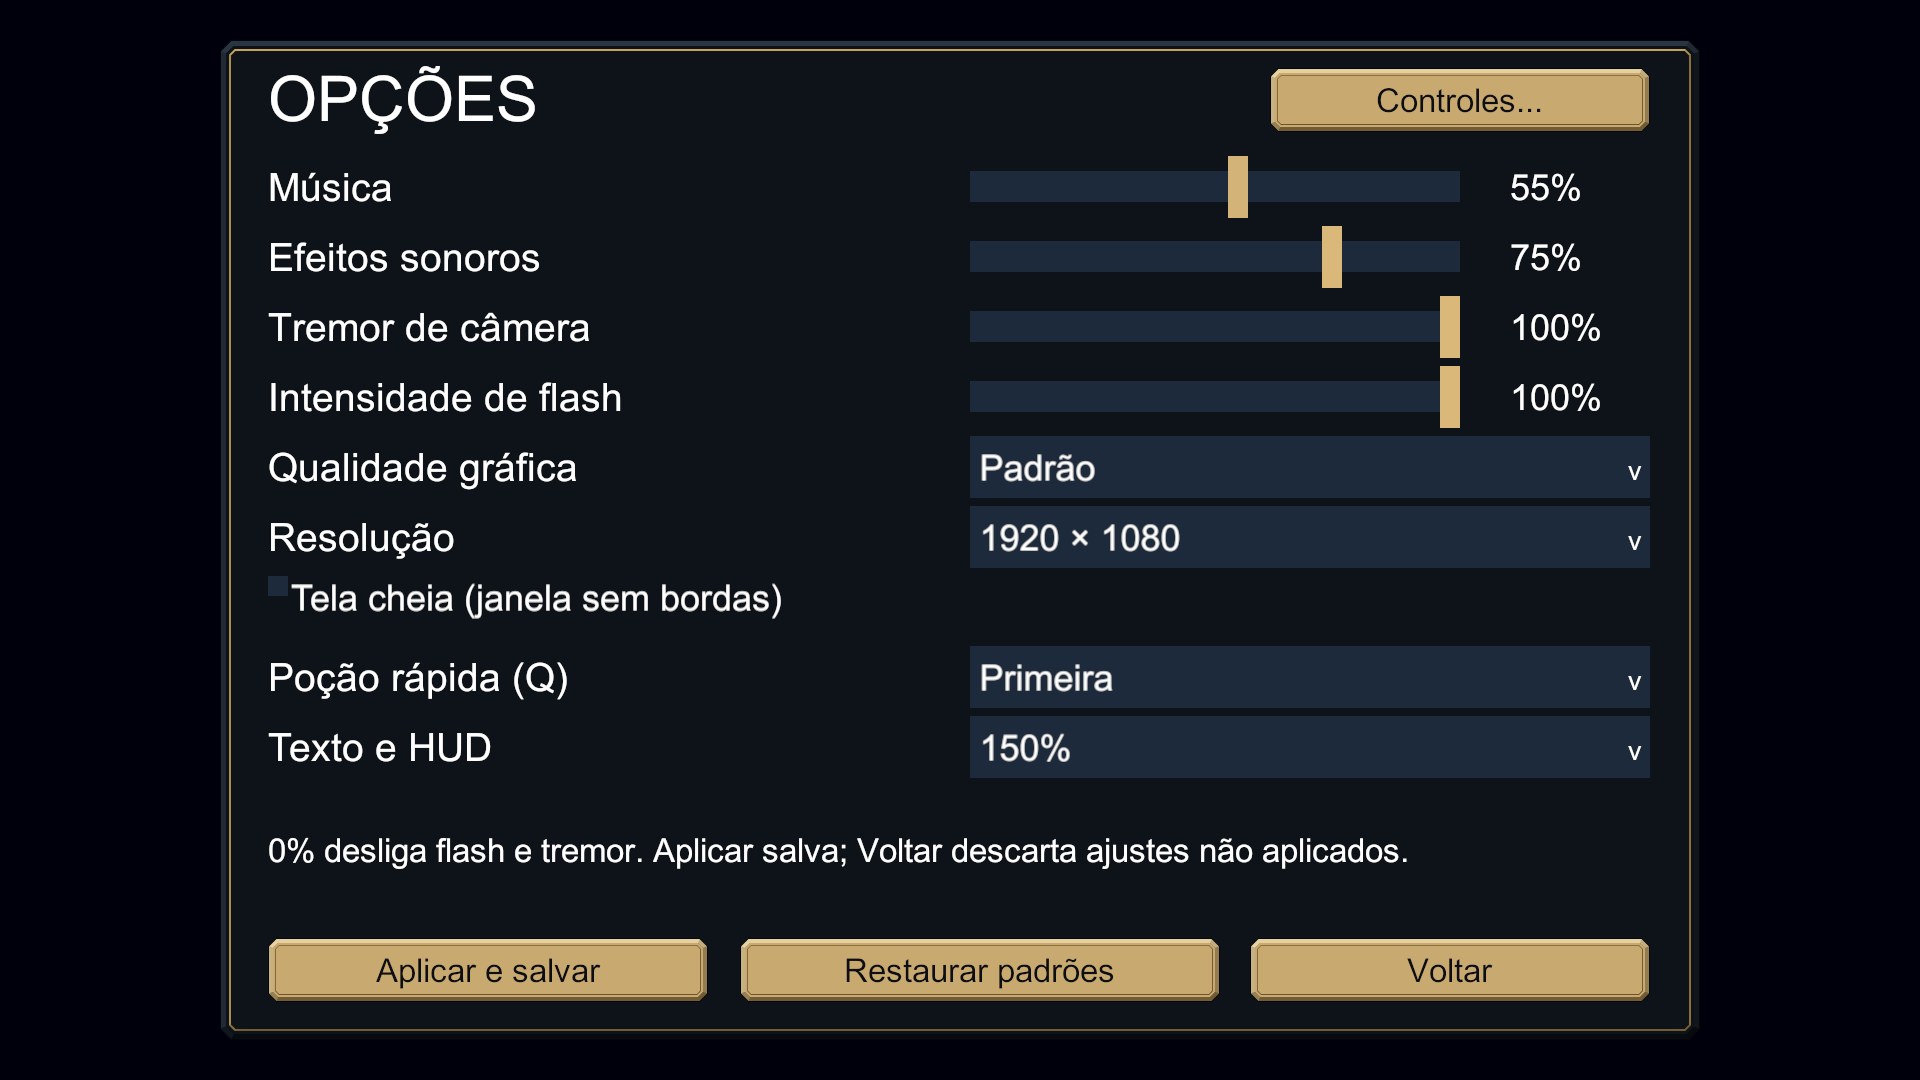 OPÇÕES
Controles...
Música 55%
Efeitos sonoros 75%
Tremor de câmera 100%
Intensidade de flash 100%
Qualidade gráfica Padrão v
Resolução 1920 × 1080 v
Tela cheia (janela sem bordas)
Poção rápida (Q) Primeira v
Texto e HUD 150% v
0% desliga flash e tremor. Aplicar salva; Voltar descarta ajustes não aplicados.
Aplicar e salvar Restaurar padrões Voltar